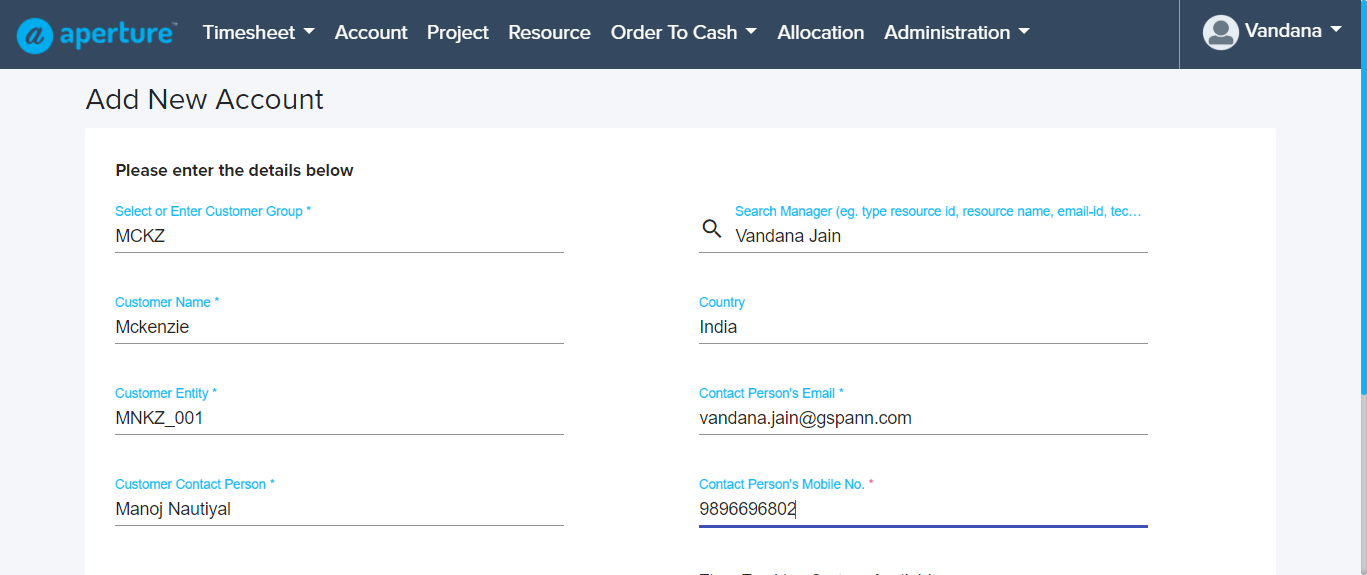 aperture™ Timesheet Account Project Resource Order To Cash Allocation Administration Vandana
Add New Account
Please enter the details below
Select or Enter Customer Group *
MCKZ
Search Manager (eg. type resource id, resource name, email-id, tec...
Vandana Jain
Customer Name *
Mckenzie
Country
India
Customer Entity *
MNKZ_001
Contact Person's Email *
vandana.jain@gspann.com
Customer Contact Person *
Manoj Nautiyal
Contact Person's Mobile No. *
9896696802